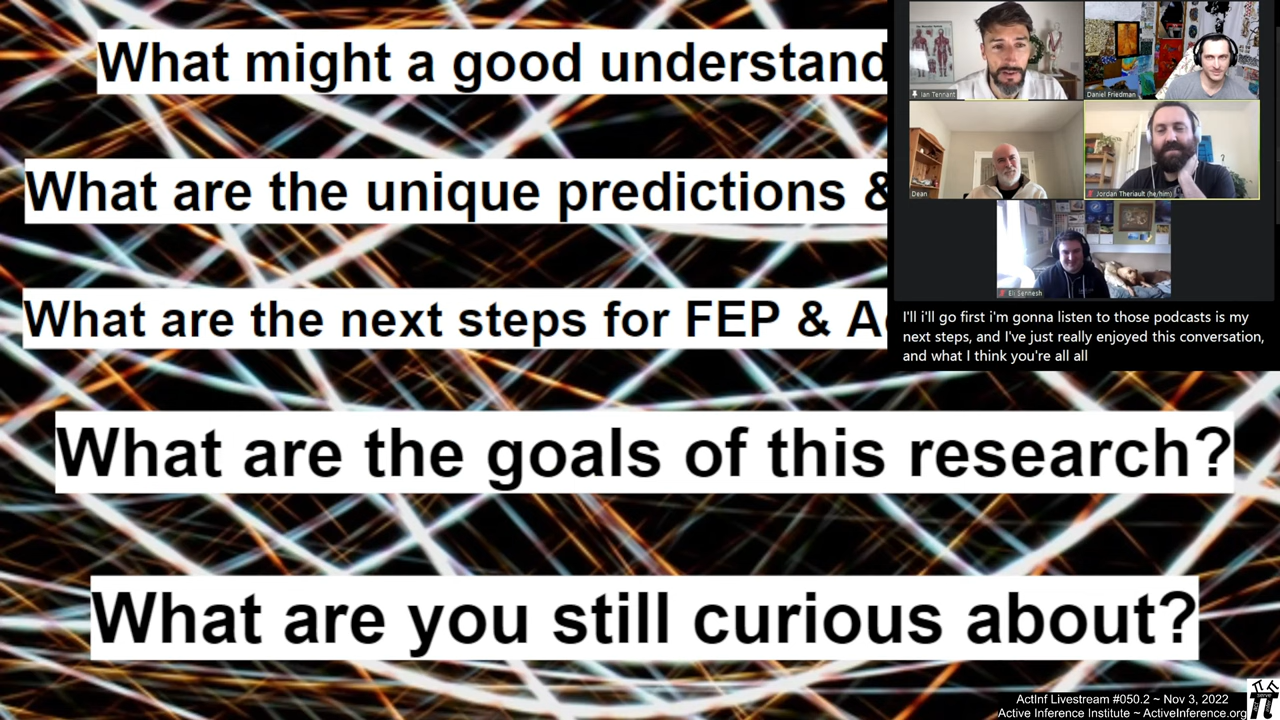 What might a good understand
What are the unique predictions &
What are the next steps for FEP & A
What are the goals of this research?
What are you still curious about?
Ian Tennant
Daniel Friedman
Dean
Jordan Theriault (he/him)
Eli Sennesh
I'll i'll go first i'm gonna listen to those podcasts is my
next steps, and I've just really enjoyed this conversation,
and what I think you're all all
ActInf Livestream #050.2 ~ Nov 3, 2022
Active Inference Institute ~ ActiveInference.org